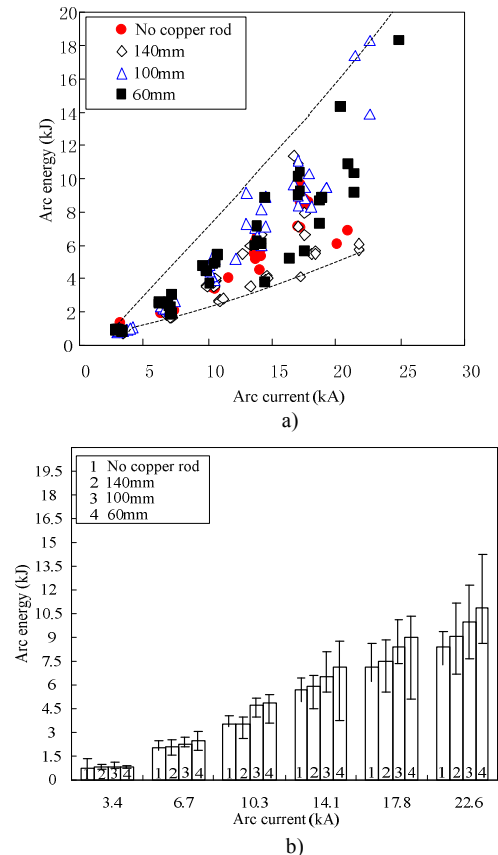 20
18
16
14
12
10
8
6
4
2
0
Arc energy (kJ)
No copper rod
140mm
100mm
60mm
0 5 10 15 20 25 30
Arc current (kA)
a)
19.5
18
16.5
15
13.5
12
10.5
9
7.5
6
4.5
3
1.5
0
Arc energy (kJ)
1 No copper rod
2 140mm
3 100mm
4 60mm
2 3 4 1 2 3 4 1 2 3 4 1 2 3 4 1 2 3 4 1 2 3 4
3.4 6.7 10.3 14.1 17.8 22.6
Arc current (kA)
b)